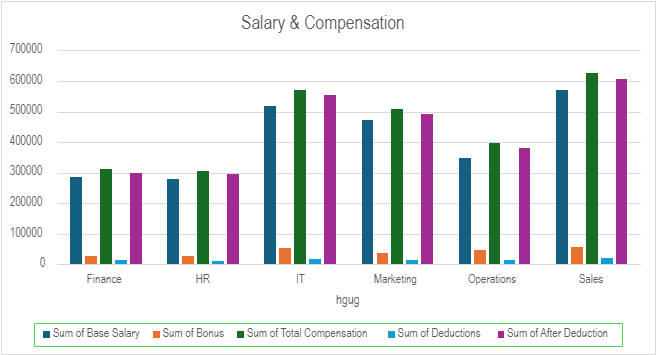 Salary & Compensation
700000
600000
500000
400000
300000
200000
100000
0
Finance HR IT Marketing Operations Sales
hgug
Sum of Base Salary Sum of Bonus Sum of Total Compensation Sum of Deductions Sum of After Deduction